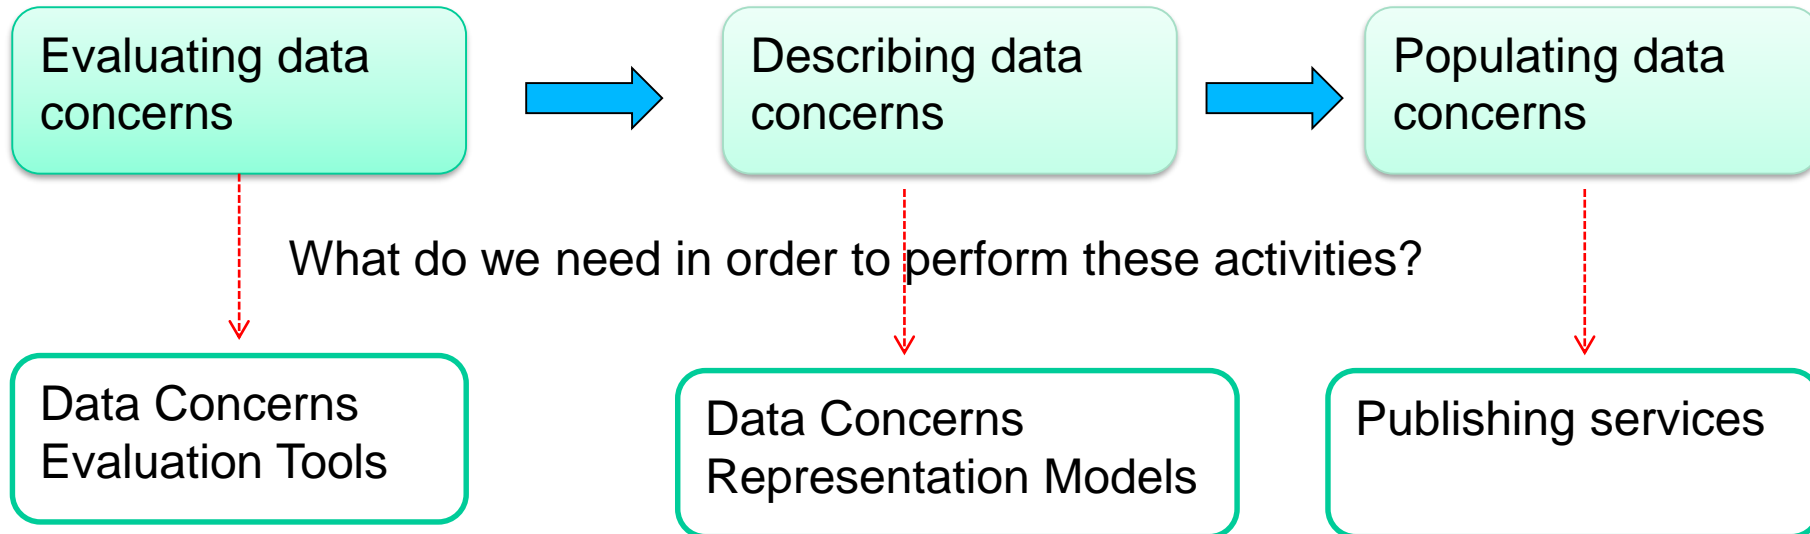 Evaluating data
concerns
Describing data
concerns
Populating data
concerns
What do we need in order to perform these activities?
Data Concerns
Evaluation Tools
Data Concerns
Representation Models
Publishing services